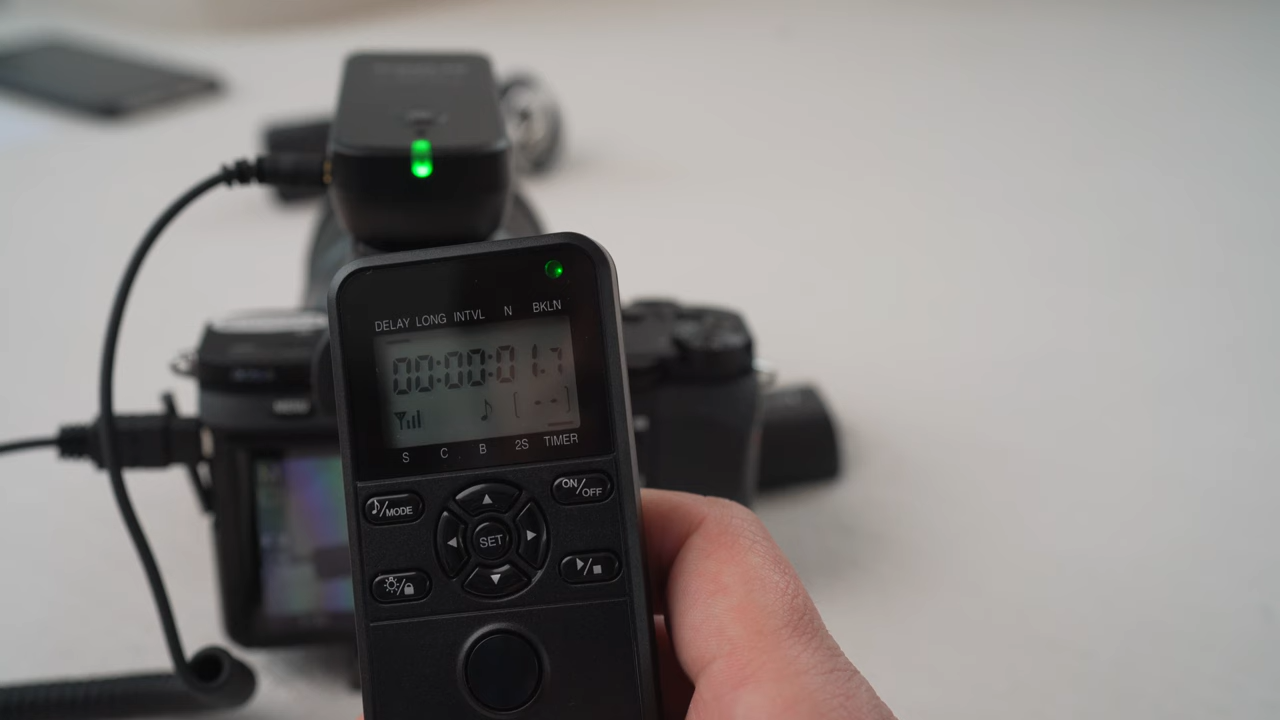 DELAY LONG INTVL N BKLN
00:00:01.7
[--]
S C B 2S TIMER
ON/OFF
/MODE
SET